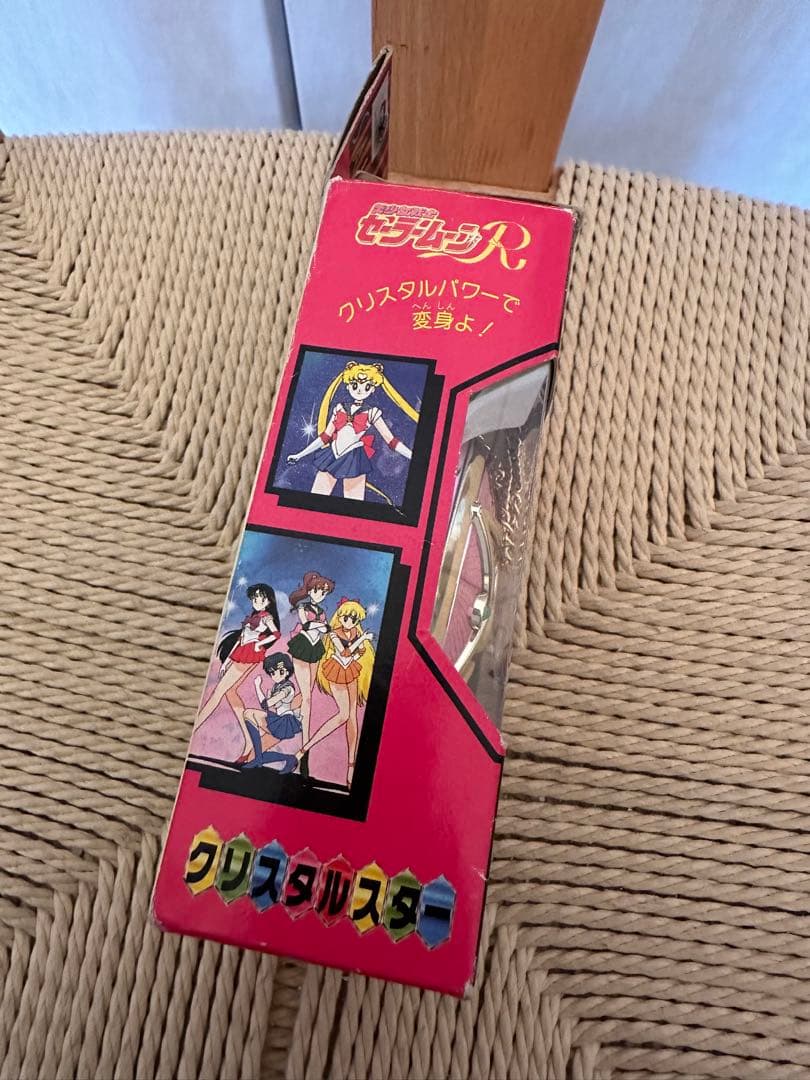 美少女戦士
セーラームーンR
クリスタルパワーで
へんしん
変身よ!
クリスタルスター